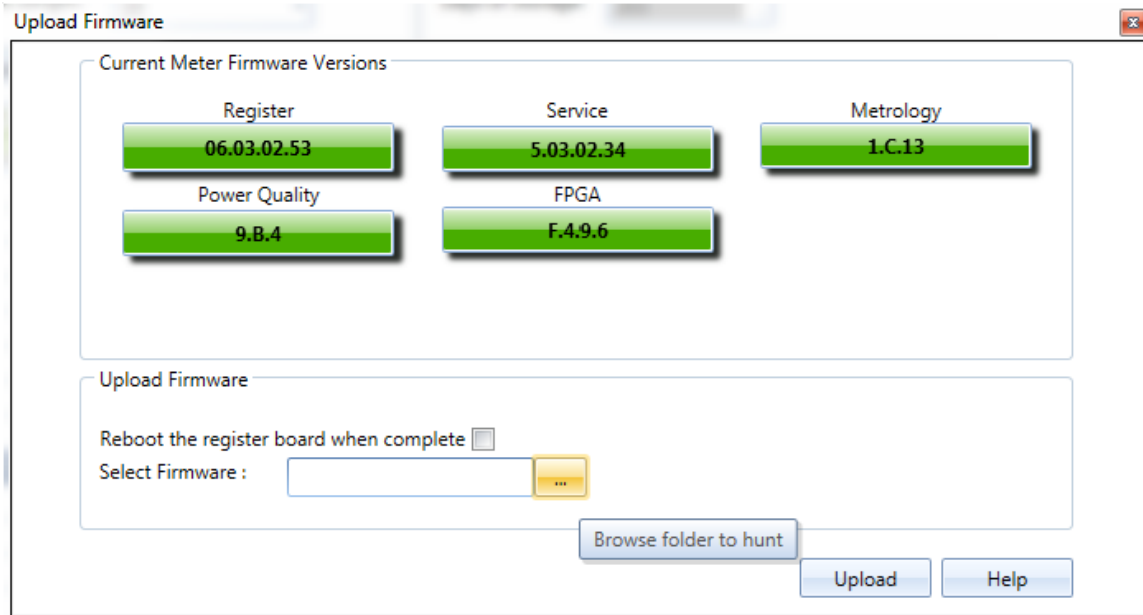 Upload Firmware
Current Meter Firmware Versions
Register Service Metrology
06.03.02.53 5.03.02.34 1.C.13
Power Quality FPGA
9.B.4 F.4.9.6
Upload Firmware
Reboot the register board when complete
Select Firmware :
...
Browse folder to hunt
Upload Help